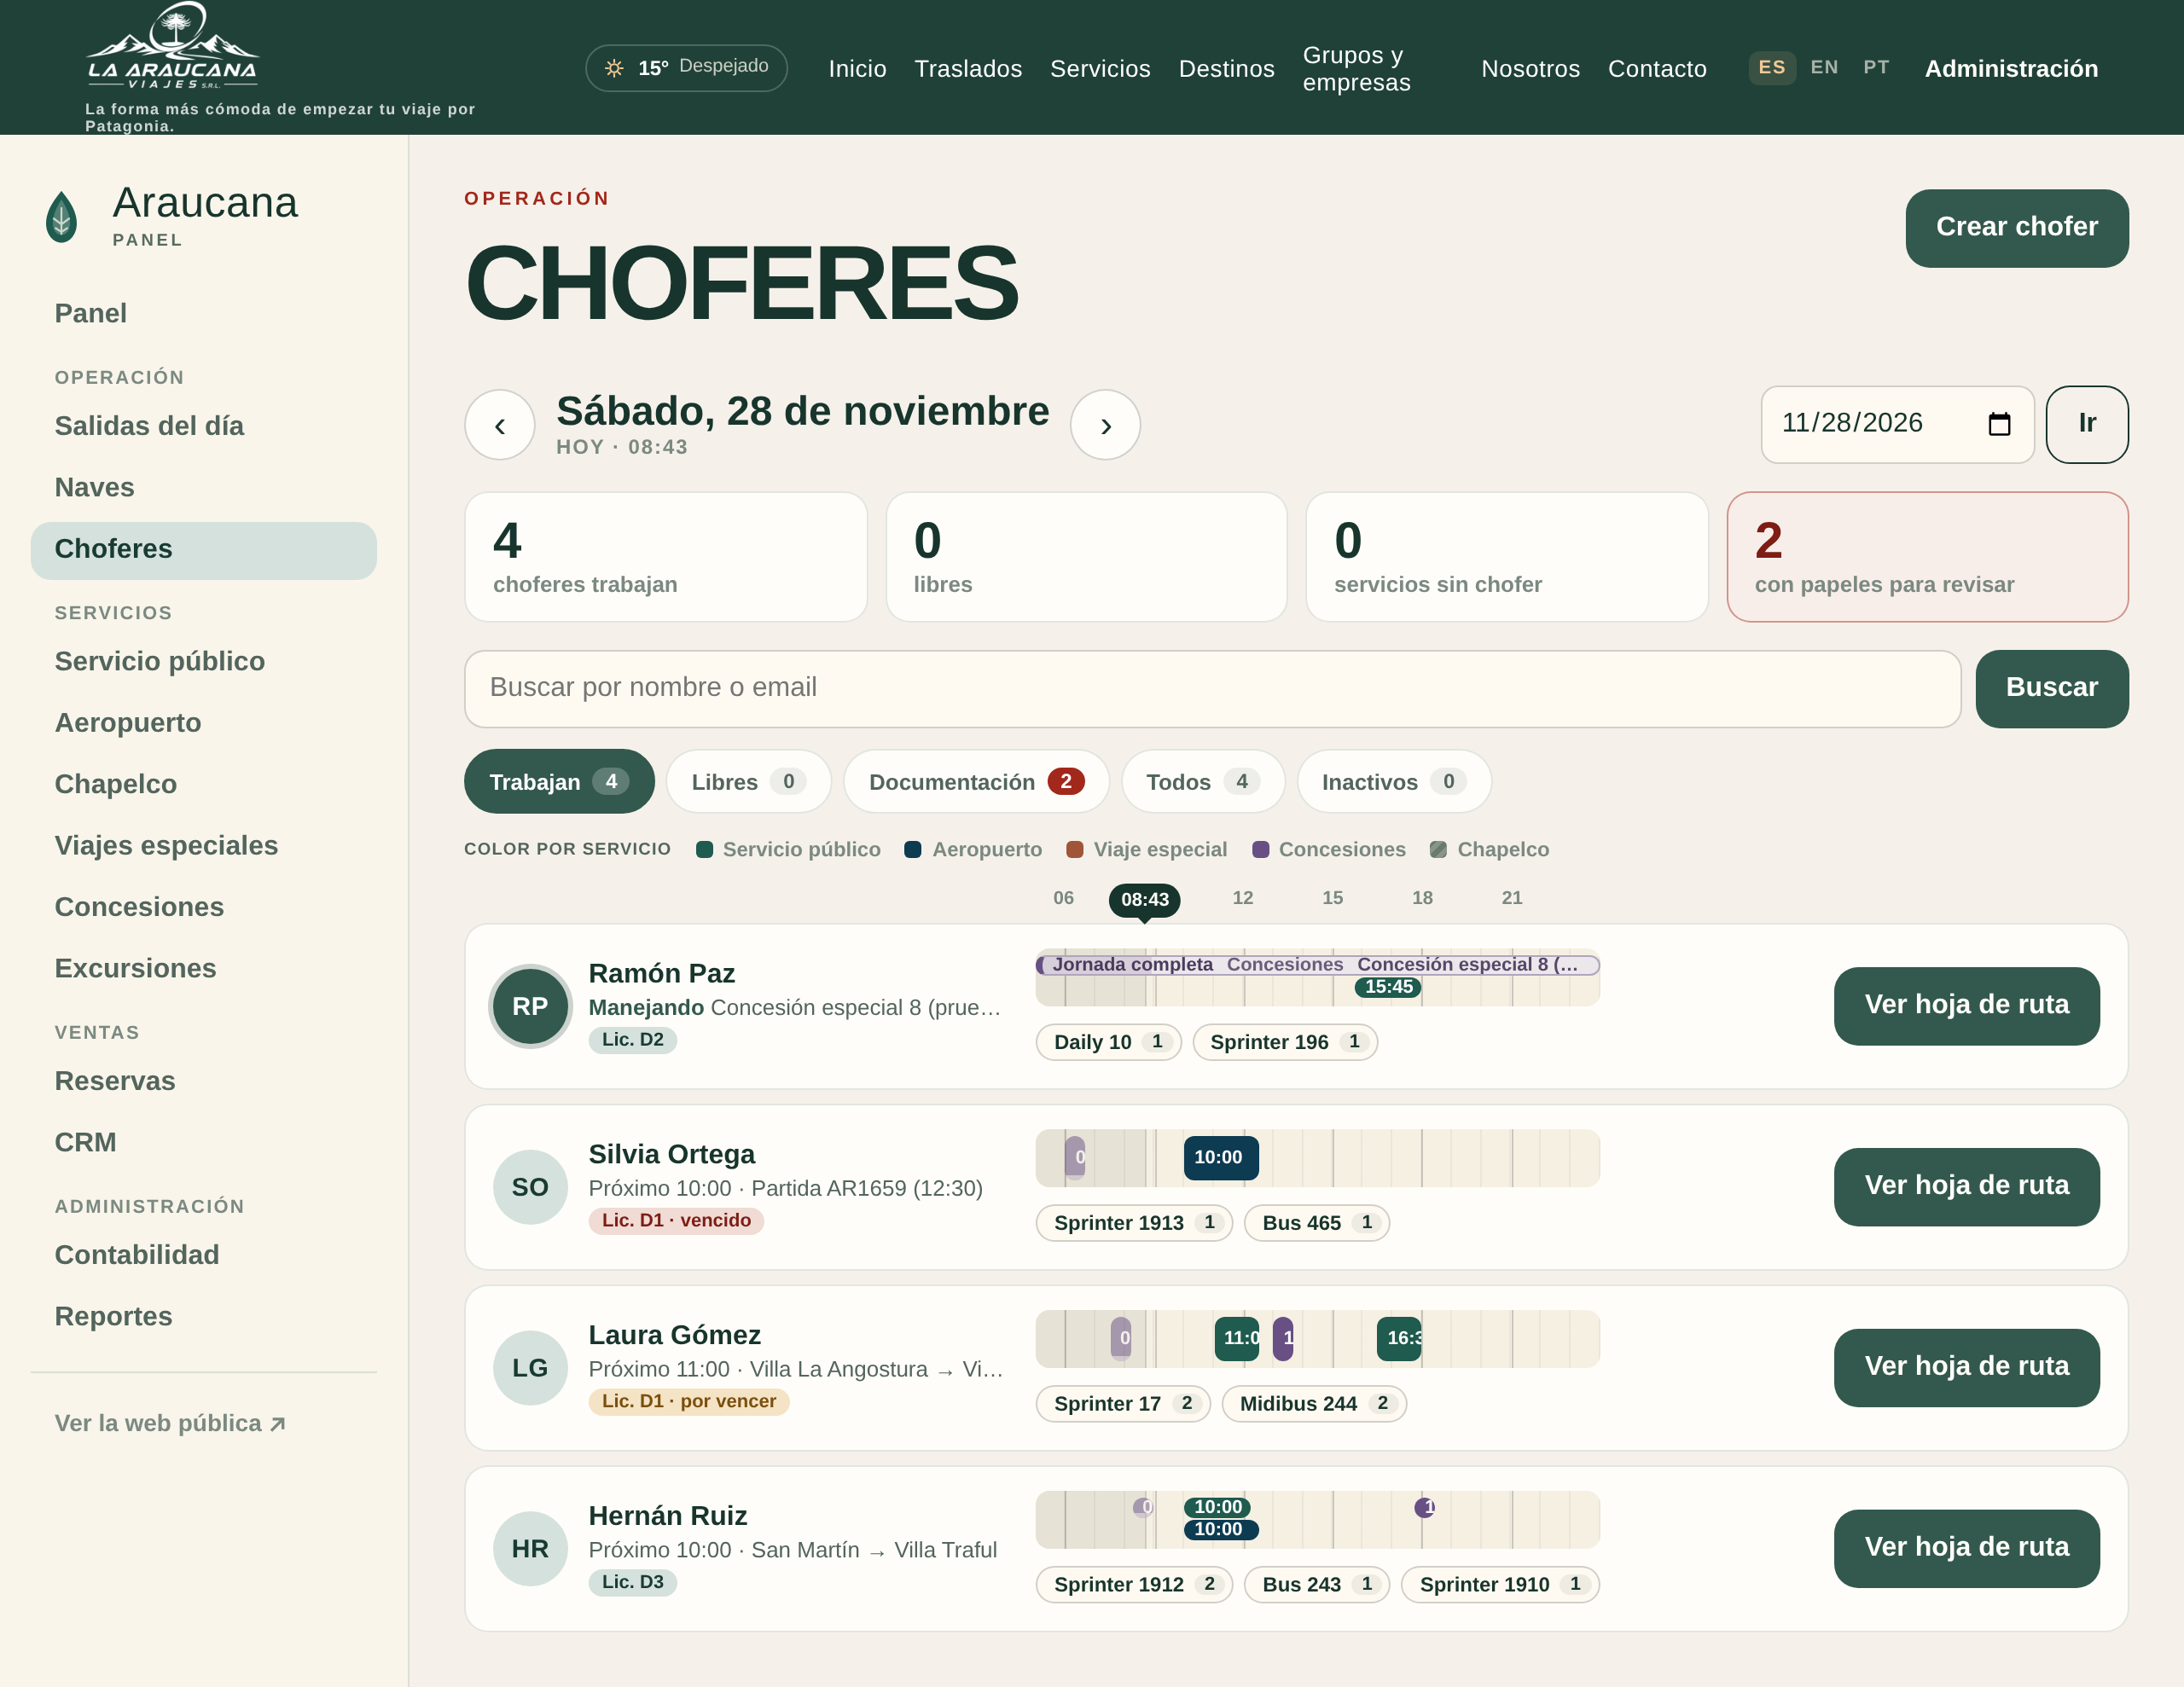 LA ARAUCANA
VIAJES S.R.L.
La forma más cómoda de empezar tu viaje por
Patagonia.
15° Despejado
Inicio
Traslados
Servicios
Destinos
Grupos y
empresas
Nosotros
Contacto
ES EN PT
Administración
Araucana
PANEL
Panel
OPERACIÓN
Salidas del día
Naves
Choferes
SERVICIOS
Servicio público
Aeropuerto
Chapelco
Viajes especiales
Concesiones
Excursiones
VENTAS
Reservas
CRM
ADMINISTRACIÓN
Contabilidad
Reportes
Ver la web pública ↗
OPERACIÓN
CHOFERES
Crear chofer
‹ Sábado, 28 de noviembre ›
HOY · 08:43
11/28/2026
Ir
4
choferes trabajan
0
libres
0
servicios sin chofer
2
con papeles para revisar
Buscar por nombre o email
Buscar
Trabajan 4
Libres 0
Documentación 2
Todos 4
Inactivos 0
COLOR POR SERVICIO Servicio público Aeropuerto Viaje especial Concesiones Chapelco
06 08:43 12 15 18 21
RP
Ramón Paz
Manejando Concesión especial 8 (prue…
Lic. D2
Jornada completa Concesiones Concesión especial 8 (…
15:45
Daily 10 1
Sprinter 196 1
Ver hoja de ruta
SO
Silvia Ortega
Próximo 10:00 · Partida AR1659 (12:30)
Lic. D1 · vencido
0
10:00
Sprinter 1913 1
Bus 465 1
Ver hoja de ruta
LG
Laura Gómez
Próximo 11:00 · Villa La Angostura → Vi…
Lic. D1 · por vencer
0
11:0
1
16:3
Sprinter 17 2
Midibus 244 2
Ver hoja de ruta
HR
Hernán Ruiz
Próximo 10:00 · San Martín → Villa Traful
Lic. D3
0
10:00
10:00
1
Sprinter 1912 2
Bus 243 1
Sprinter 1910 1
Ver hoja de ruta